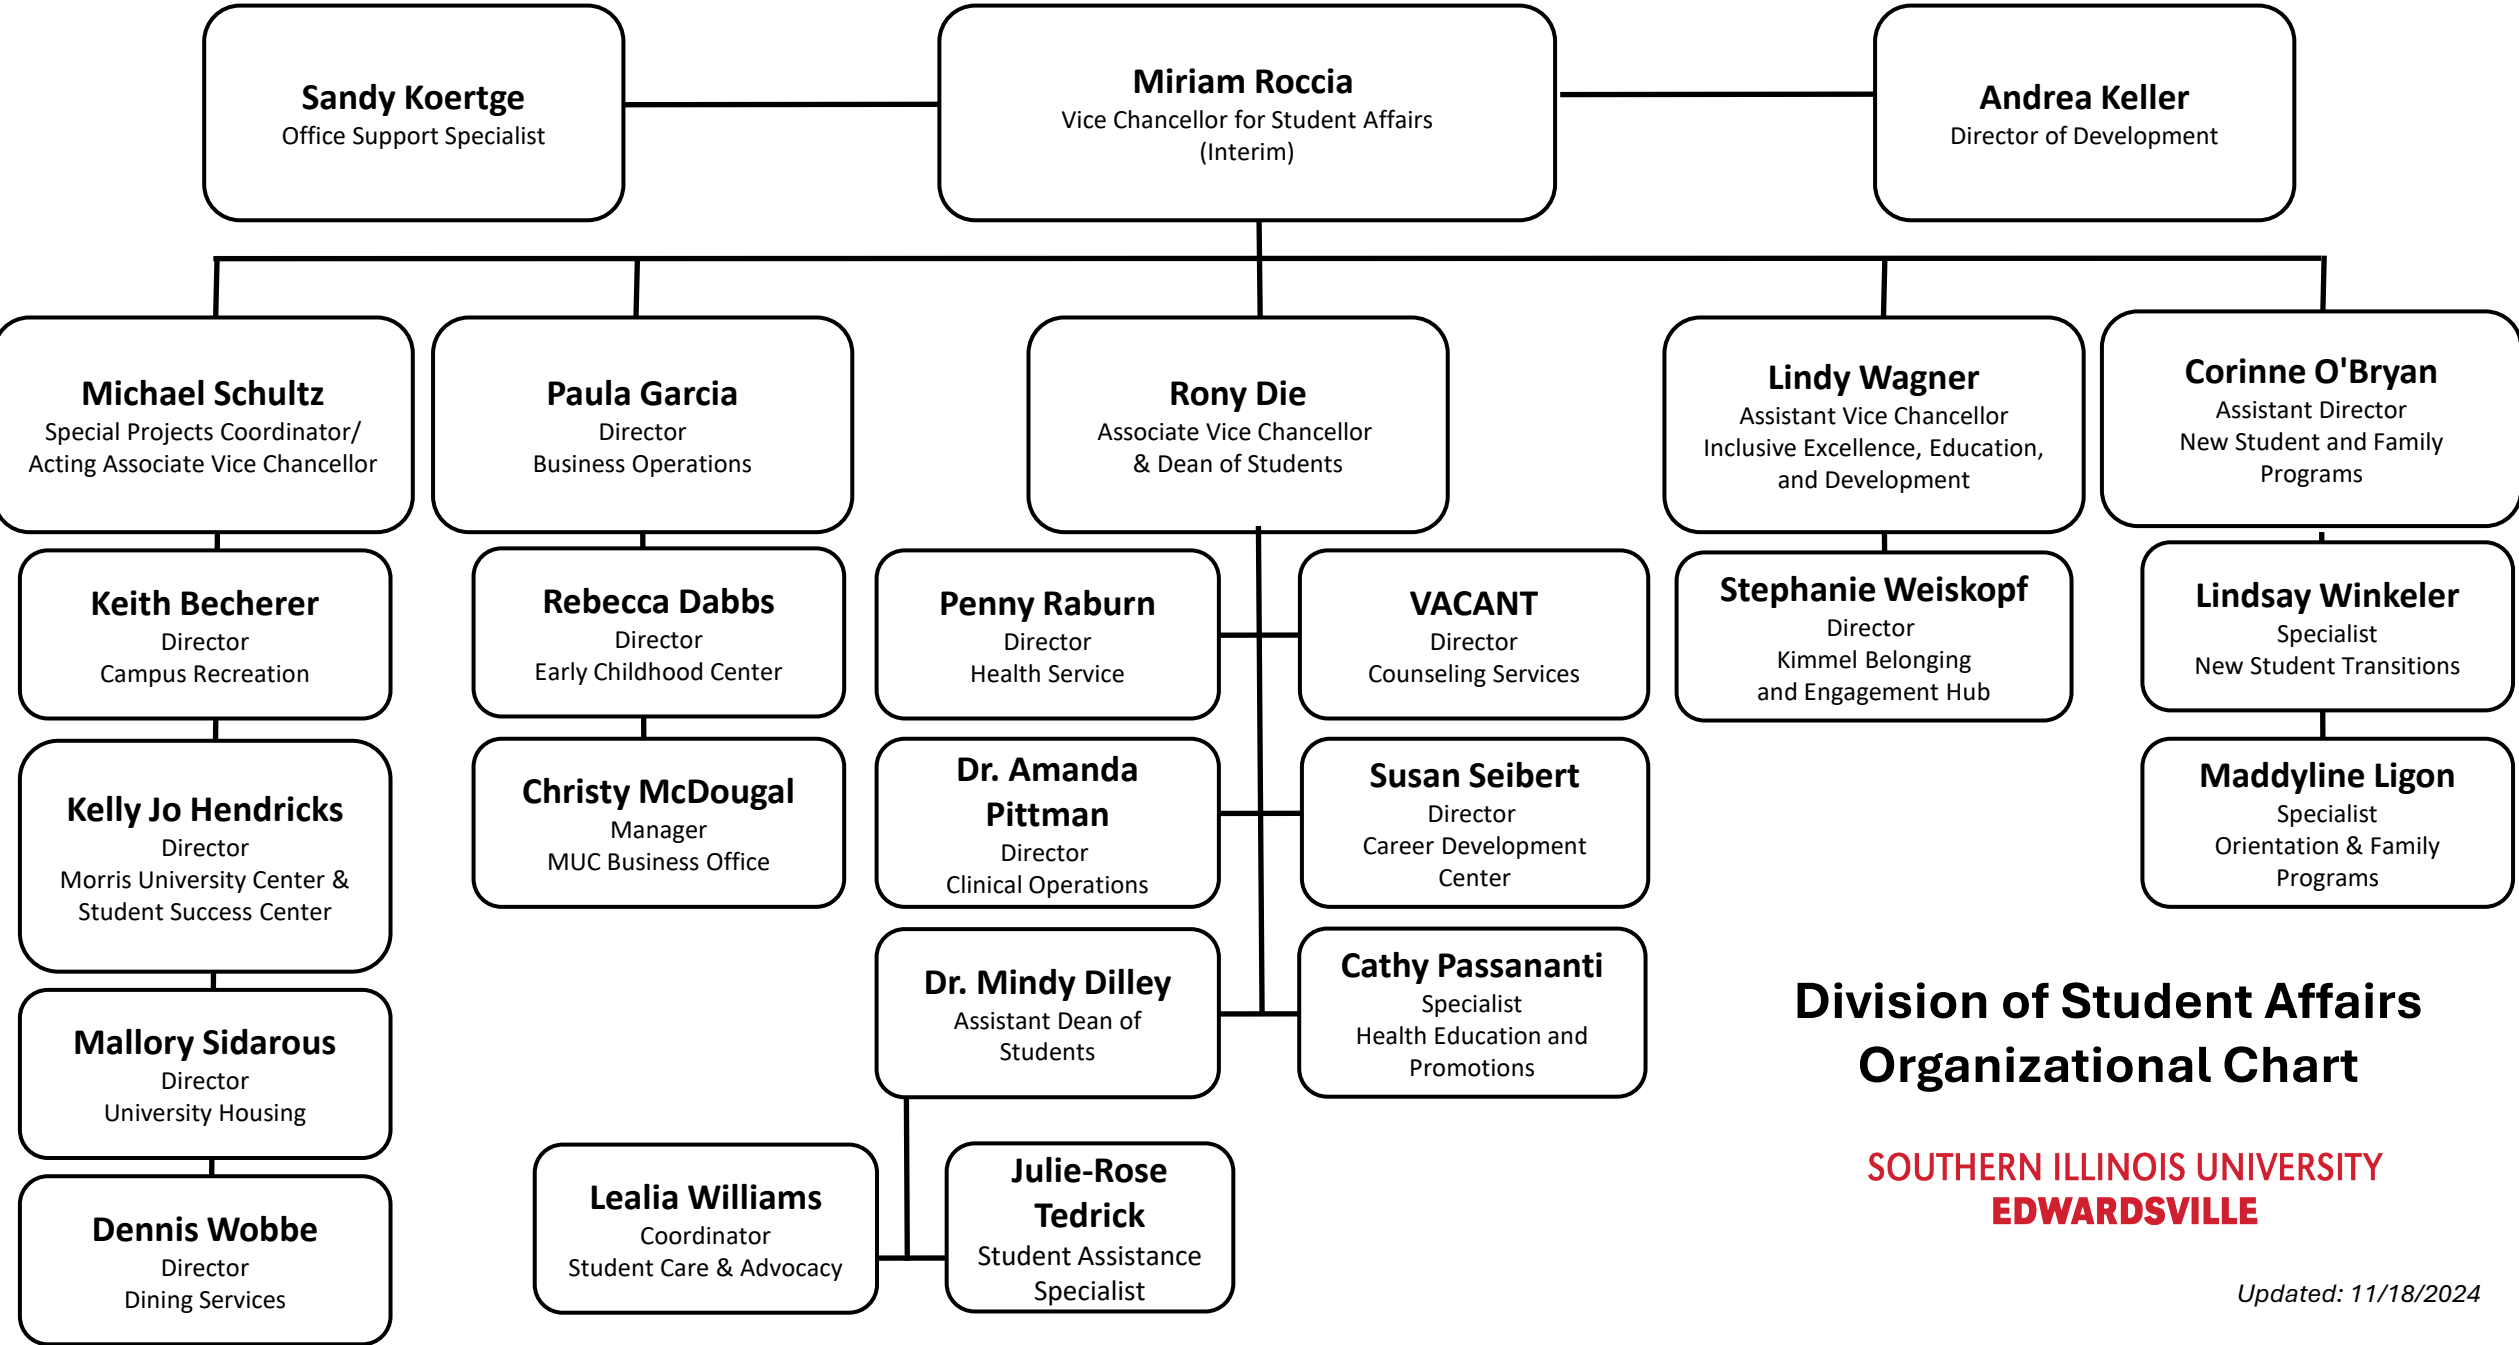 Sandy Koertge
Office Support Specialist
Miriam Roccia
Vice Chancellor for Student Affairs
(Interim)
Andrea Keller
Director of Development
Michael Schultz
Special Projects Coordinator/
Acting Associate Vice Chancellor
Paula Garcia
Director
Business Operations
Rony Die
Associate Vice Chancellor
& Dean of Students
Lindy Wagner
Assistant Vice Chancellor
Inclusive Excellence, Education,
and Development
Corinne O'Bryan
Assistant Director
New Student and Family
Programs
Keith Becherer
Director
Campus Recreation
Rebecca Dabbs
Director
Early Childhood Center
Penny Raburn
Director
Health Service
VACANT
Director
Counseling Services
Stephanie Weiskopf
Director
Kimmel Belonging
and Engagement Hub
Lindsay Winkeler
Specialist
New Student Transitions
Kelly Jo Hendricks
Director
Morris University Center &
Student Success Center
Christy McDougal
Manager
MUC Business Office
Dr. Amanda
Pittman
Director
Clinical Operations
Susan Seibert
Director
Career Development
Center
Maddyline Ligon
Specialist
Orientation & Family
Programs
Mallory Sidarous
Director
University Housing
Dr. Mindy Dilley
Assistant Dean of
Students
Cathy Passananti
Specialist
Health Education and
Promotions
Dennis Wobbe
Director
Dining Services
Lealia Williams
Coordinator
Student Care & Advocacy
Julie-Rose
Tedrick
Student Assistance
Specialist
Division of Student Affairs
Organizational Chart
SOUTHERN ILLINOIS UNIVERSITY
EDWARDSVILLE
Updated: 11/18/2024